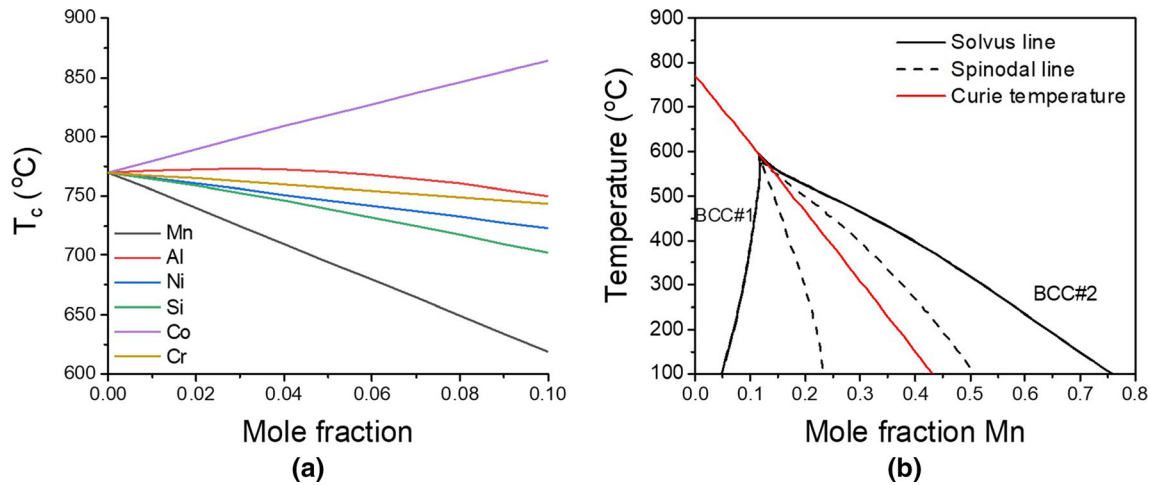 900
850
800
750
700
650
600
T_c (°C)
Mn
Al
Ni
Si
Co
Cr
0.00 0.02 0.04 0.06 0.08 0.10
Mole fraction
(a)
900
800
700
600
500
400
300
200
100
Temperature (°C)
Solvus line
Spinodal line
Curie temperature
BCC#1
BCC#2
0.0 0.1 0.2 0.3 0.4 0.5 0.6 0.7 0.8
Mole fraction Mn
(b)